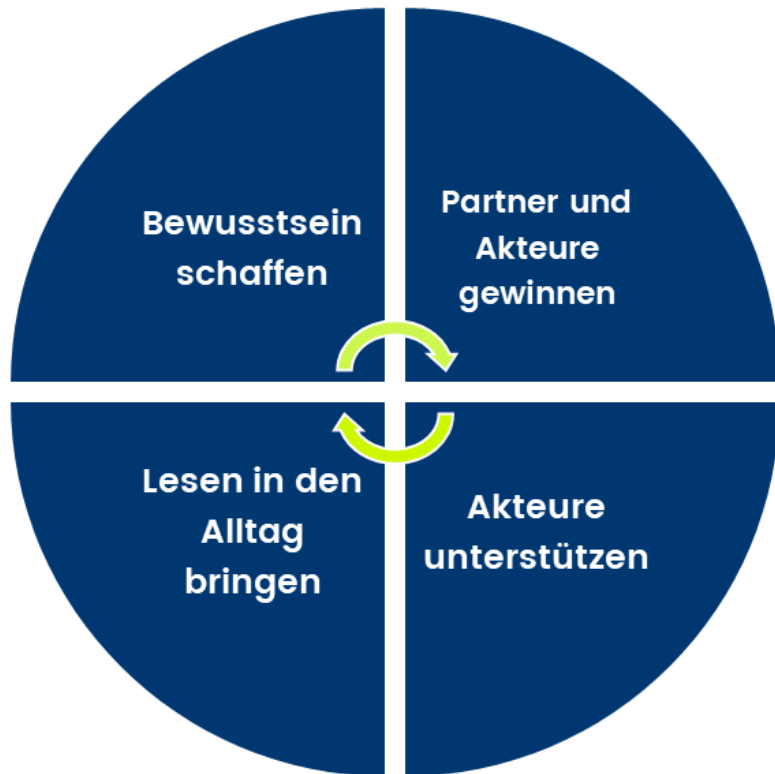 Bewusstsein
schaffen
Partner und
Akteure
gewinnen
Lesen in den
Alltag
bringen
Akteure
unterstützen